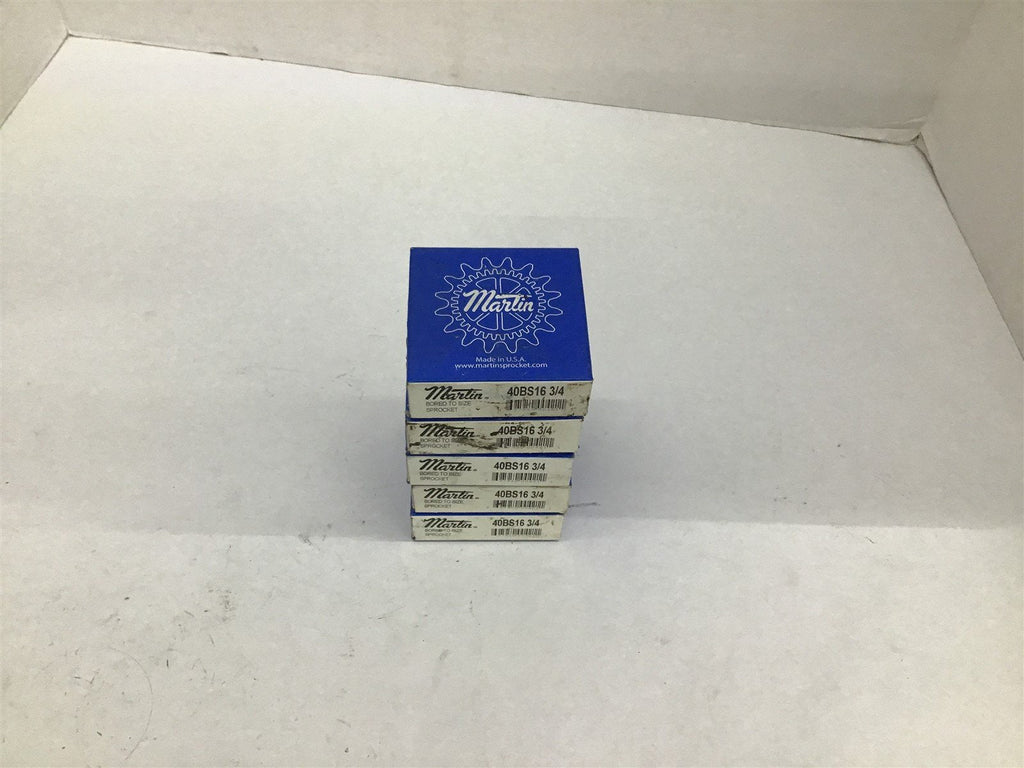 Martin
Made in U.S.A.
www.martinsprocket.com
Martin 40BS16 3/4
BORED TO SIZE
SPROCKET
Martin 40BS16 3/4
BORED TO SIZE
SPROCKET
Martin 40BS16 3/4
BORED TO SIZE
SPROCKET
Martin 40BS16 3/4
BORED TO SIZE
SPROCKET
Martin 40BS16 3/4
BORED TO SIZE
SPROCKET